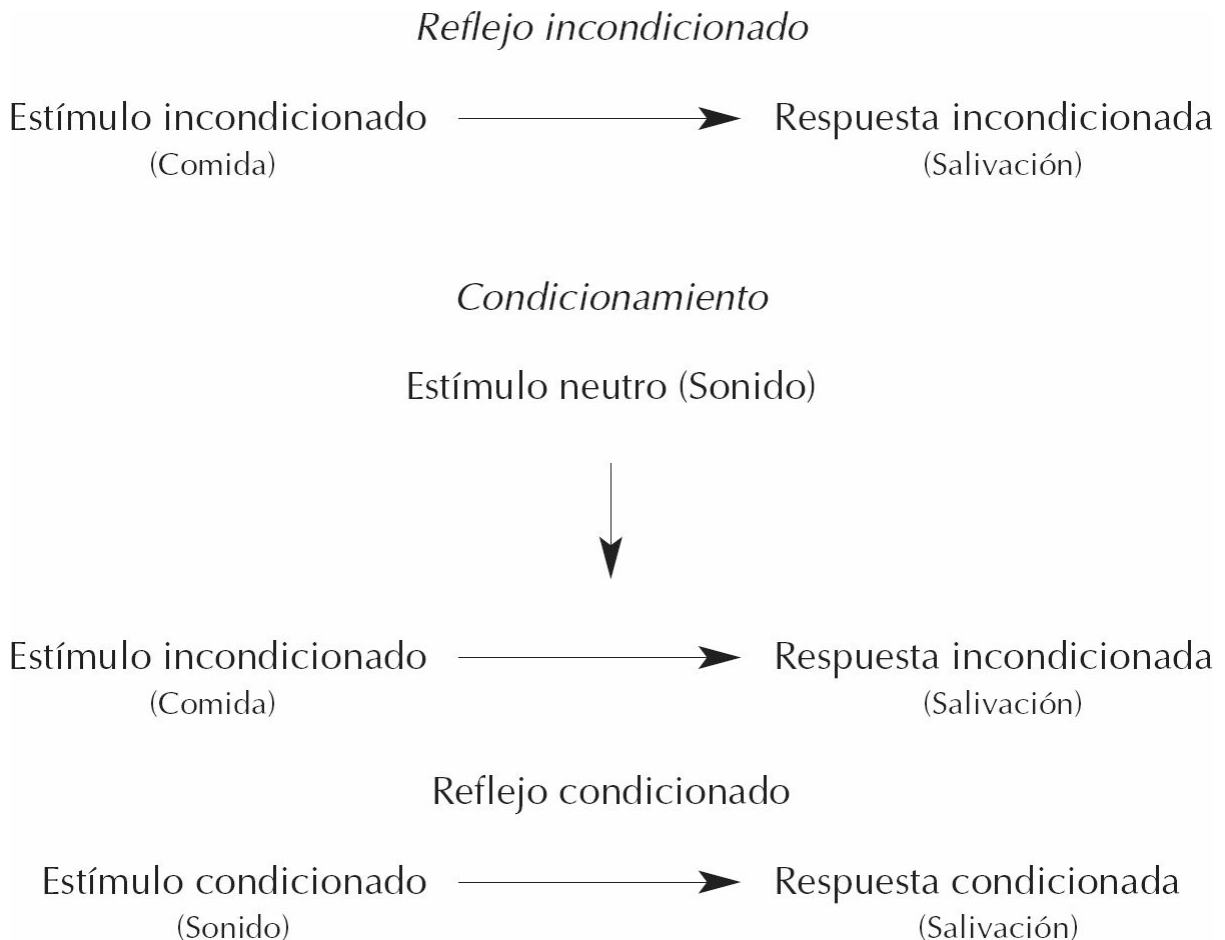 Reflejo incondicionado
Estímulo incondicionado Respuesta incondicionada
(Comida) (Salivación)
Condicionamiento
Estímulo neutro (Sonido)
Estímulo incondicionado Respuesta incondicionada
(Comida) (Salivación)
Reflejo condicionado
Estímulo condicionado Respuesta condicionada
(Sonido) (Salivación)